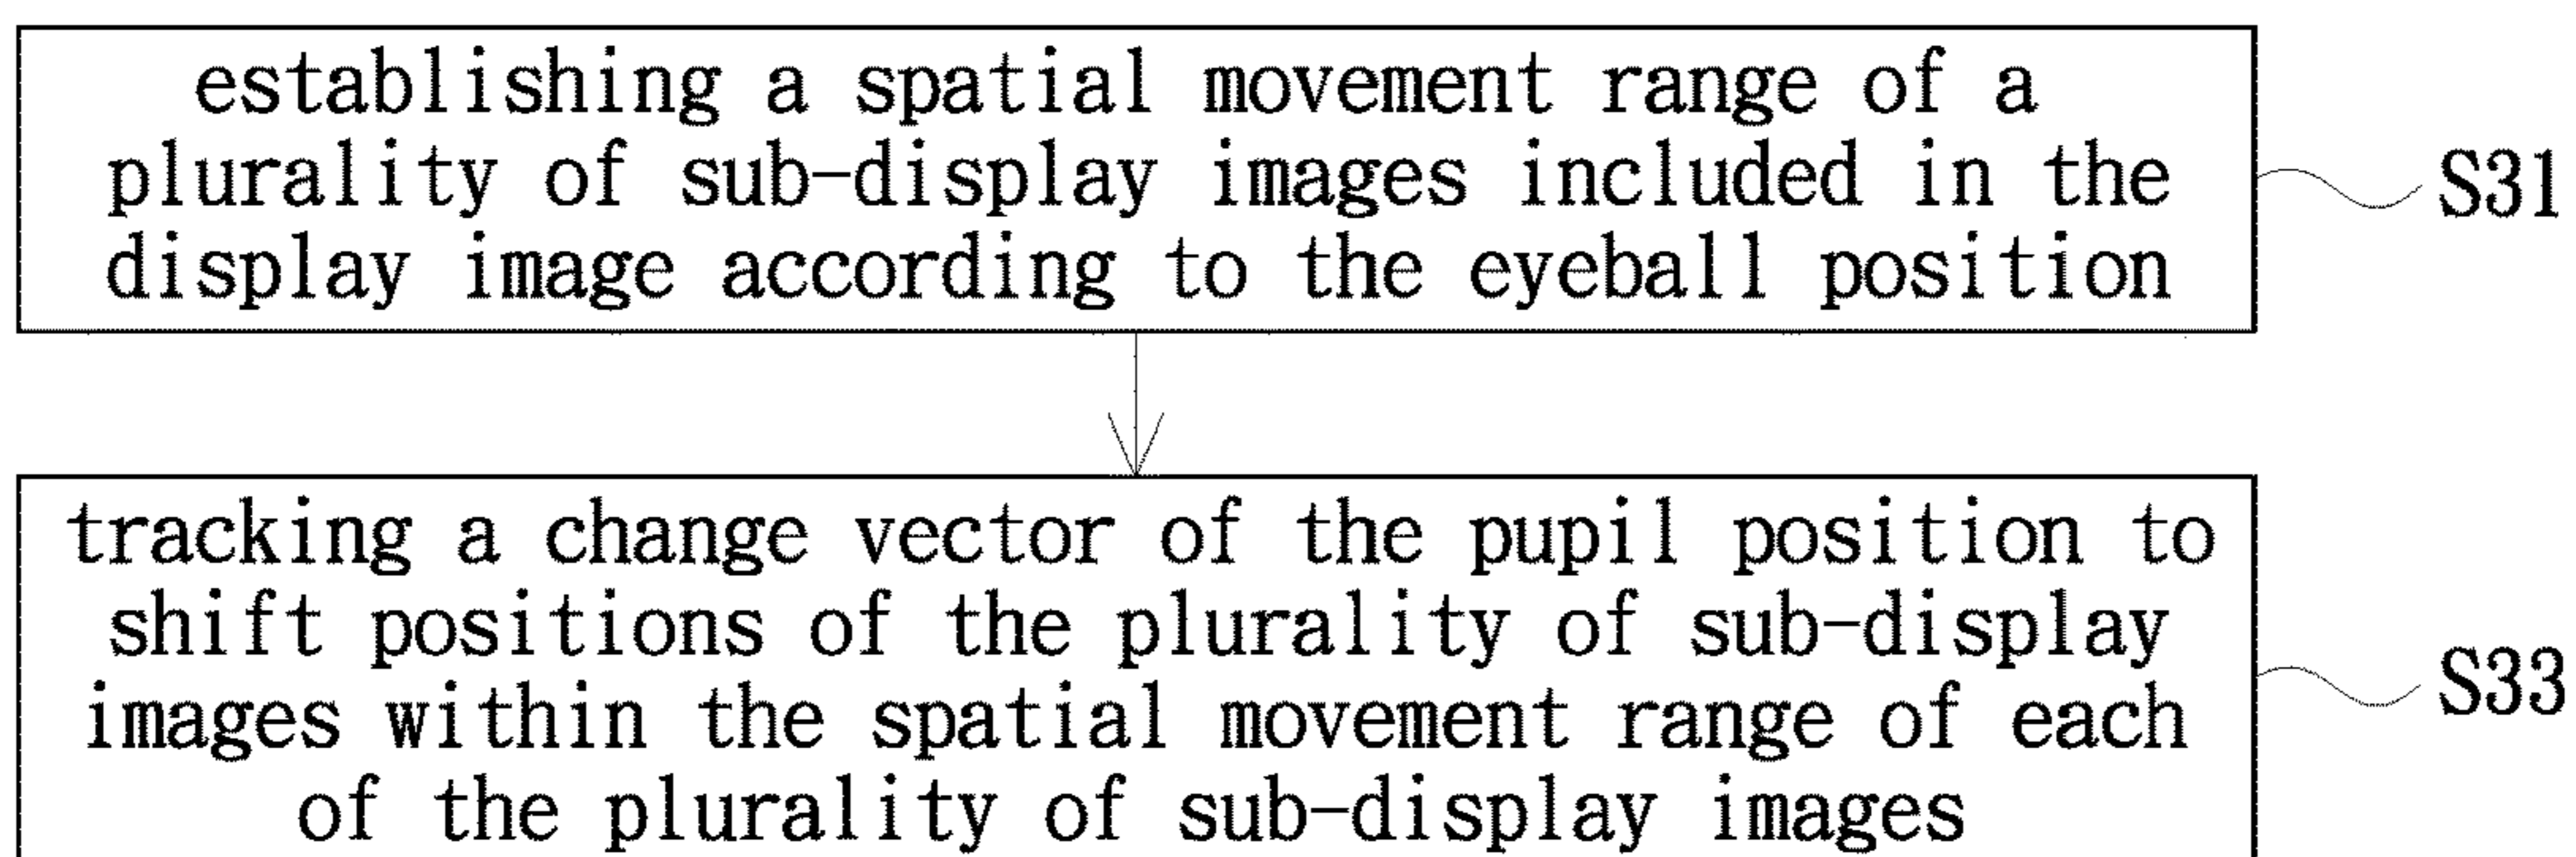 establishing a spatial movement range of a
plurality of sub-display images included in the
display image according to the eyeball position
S31
tracking a change vector of the pupil position to
shift positions of the plurality of sub-display
images within the spatial movement range of each
of the plurality of sub-display images
S33